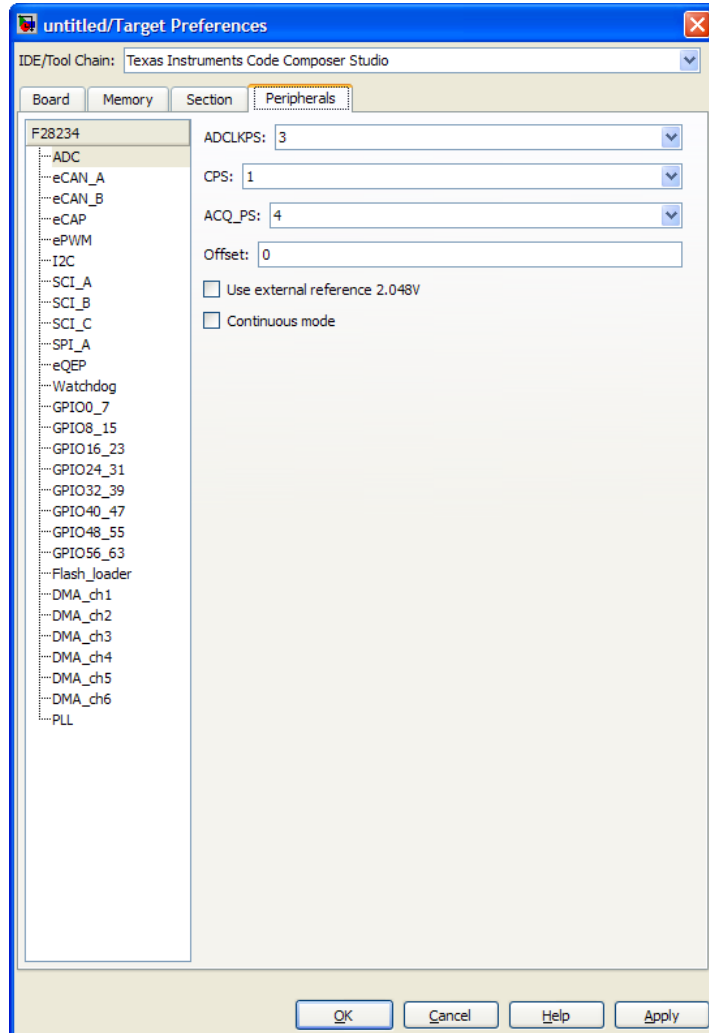 untitled/Target Preferences
IDE/Tool Chain: Texas Instruments Code Composer Studio
Board Memory Section Peripherals
F28234
ADC
eCAN_A
eCAN_B
eCAP
ePWM
I2C
SCI_A
SCI_B
SCI_C
SPI_A
eQEP
Watchdog
GPIO0_7
GPIO8_15
GPIO16_23
GPIO24_31
GPIO32_39
GPIO40_47
GPIO48_55
GPIO56_63
Flash_loader
DMA_ch1
DMA_ch2
DMA_ch3
DMA_ch4
DMA_ch5
DMA_ch6
PLL
ADCLKPS: 3
CPS: 1
ACQ_PS: 4
Offset: 0
Use external reference 2.048V
Continuous mode
OK Cancel Help Apply